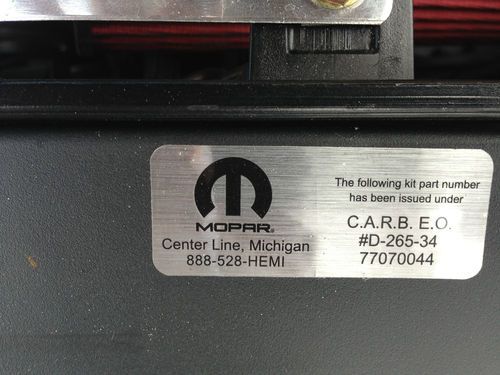 MOPAR
Center Line, Michigan
888-528-HEMI
The following kit part number
has been issued under
C.A.R.B. E.O.
#D-265-34
77070044